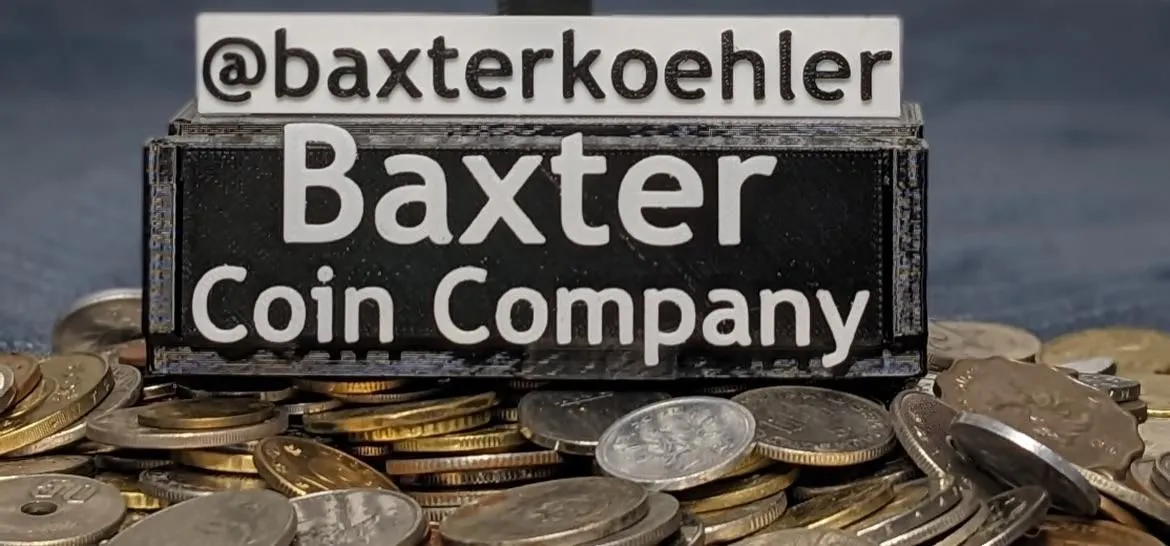 @baxterkoehler
Baxter
Coin Company